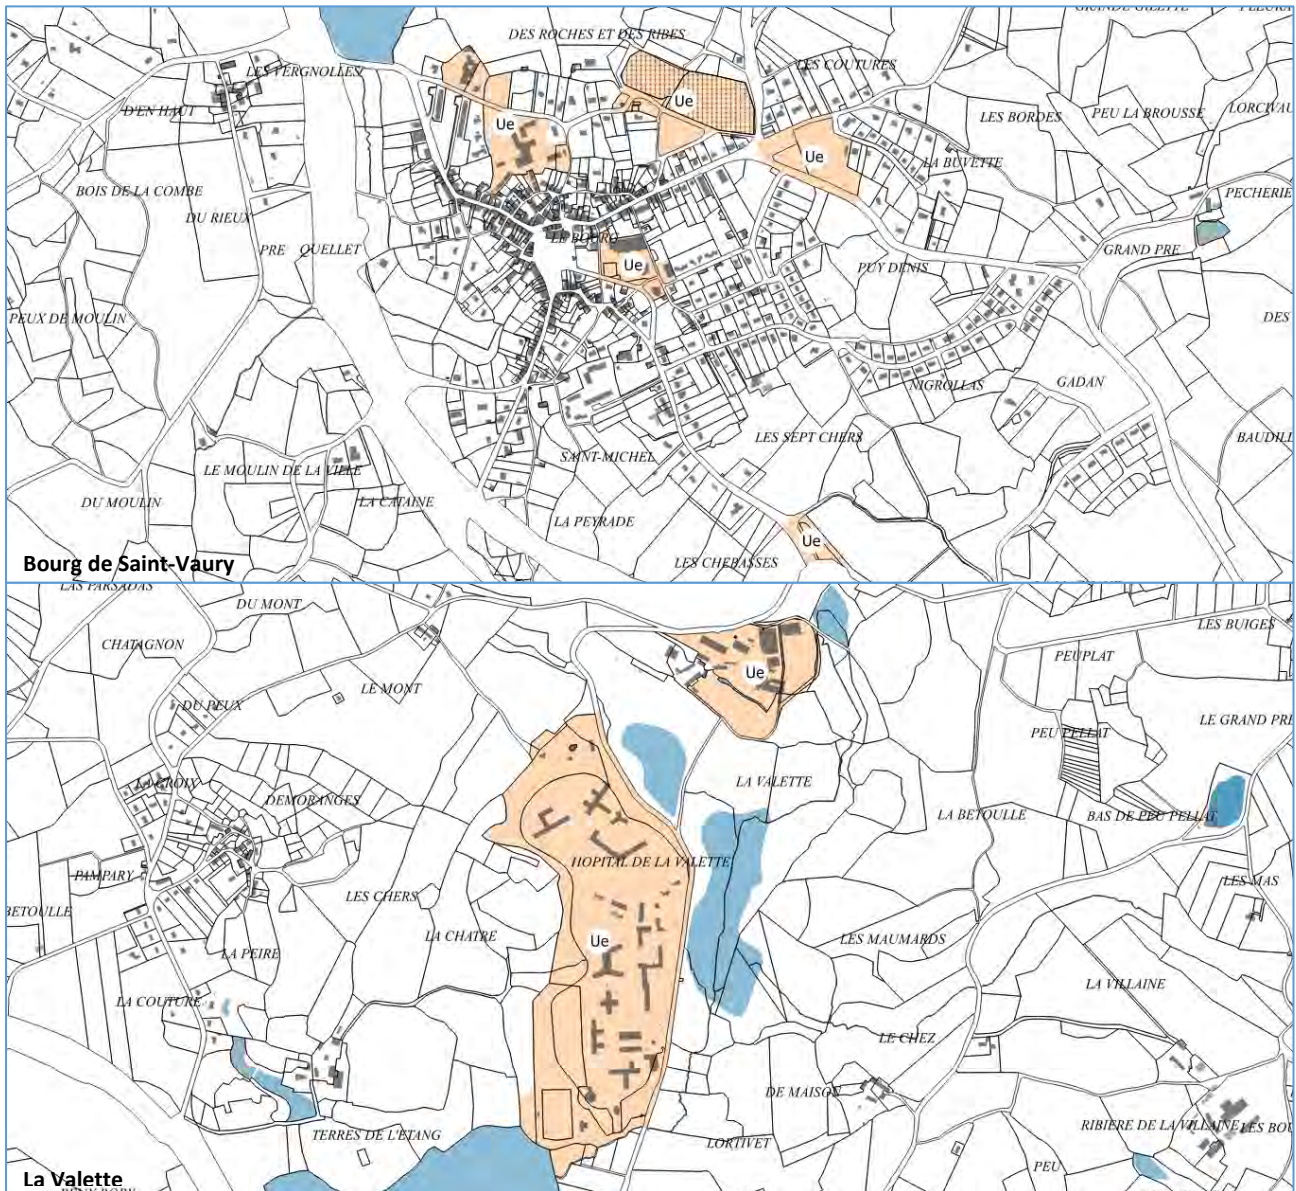 GRANDE GILETTE
DES ROCHES ET DES RIBES
LES VERGNOLLES
LES COUTURES
D'EN HAUT
Ue
PEU LA BROUSSE
LES BORDES
Ue
Ue
LA BUVETTE
BOIS DE LA COMBE
PECHERIE
DU RIEUX
LE BOURG
PRE QUELLET
GRAND PRE
Ue
PUY DENIS
PEUX DE MOULIN
DES
NIGROLLAS
GADAN
LES SEPT CHERS
BAUDILL
SAINT-MICHEL
LE MOULIN DE LA VILLE
DU MOULIN
LA CATAINE
LA PEYRADE
Ue
LES CHEBASSES
Bourg de Saint-Vaury
LAS PARSADAS
DU MONT
LES BUIGES
CHATAGNON
PEUPLAT
Ue
LE MONT
DU PEUX
LE GRAND PRE
PEU PELLAT
LA CROIX
LA VALETTE
DEMORANGES
LA BETOULLE
BAS DE PEU PELLAT
HOPITAL DE LA VALETTE
PAMPARY
LES MAS
LES CHERS
BETOULLE
LA CHATRE
Ue
LES MAUMARDS
LA PEIRE
LA VILLAINE
LA COUTURE
LE CHEZ
DE MAISON
RIBIERE DE LA VILLAINE
LES BOU
TERRES DE L'ETANG
LORTIVET
PEU
La Valette